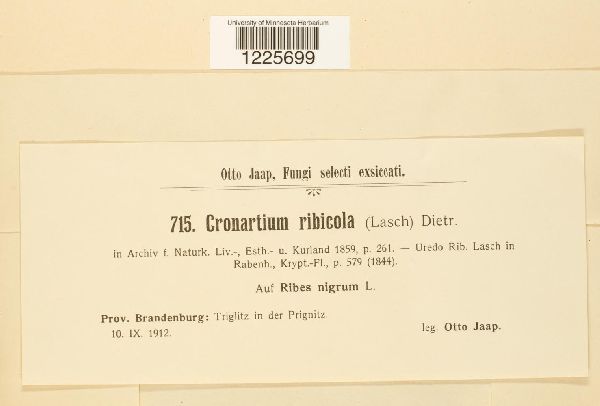 University of Minnesota Herbarium
1225699
Otto Jaap, Fungi selecti exsiccati.
715. Cronartium ribicola (Lasch) Dietr.
in Archiv f. Naturk. Liv-, Esth.- u. Kurland 1859, p. 261. — Uredo Rib. Lasch in
Rabenh., Krypt.-Fl., p. 579 (1844).
Auf Ribes nigrum L.
Prov. Brandenburg: Triglitz in der Prignitz
10. IX. 1912.
leg. Otto Jaap.